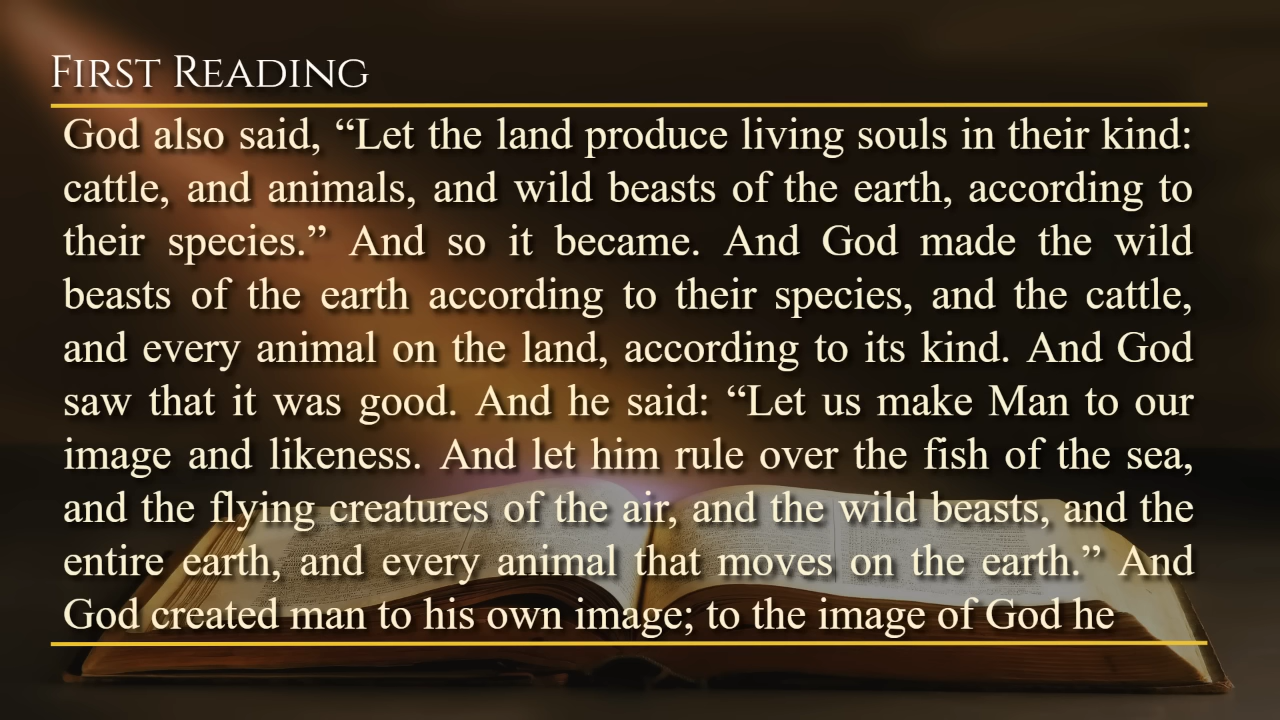 First Reading
God also said, “Let the land produce living souls in their kind:
cattle, and animals, and wild beasts of the earth, according to
their species.” And so it became. And God made the wild
beasts of the earth according to their species, and the cattle,
and every animal on the land, according to its kind. And God
saw that it was good. And he said: “Let us make Man to our
image and likeness. And let him rule over the fish of the sea,
and the flying creatures of the air, and the wild beasts, and the
entire earth, and every animal that moves on the earth.” And
God created man to his own image; to the image of God he